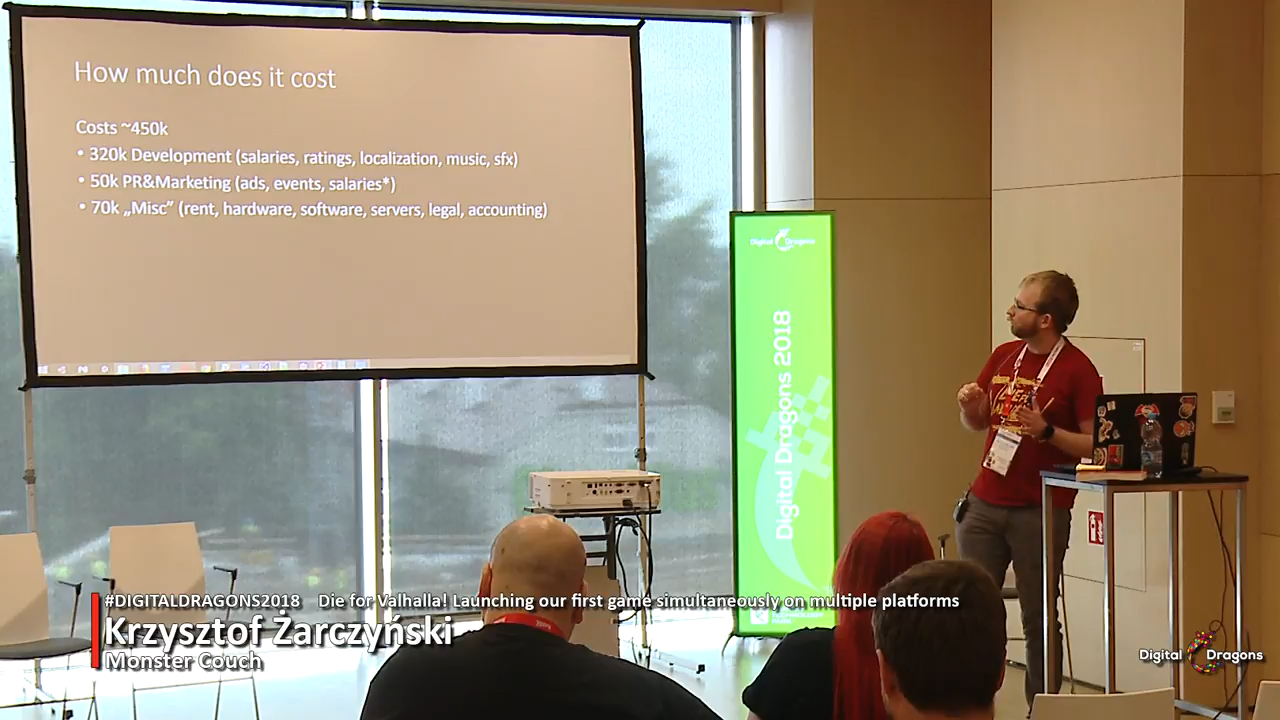 How much does it cost
Costs ~450k
• 320k Development (salaries, ratings, localization, music, sfx)
• 50k PR&Marketing (ads, events, salaries*)
• 70k „Misc” (rent, hardware, software, servers, legal, accounting)
Digital Dragons
Digital Dragons 2018
#DIGITALDRAGONS2018 Die for Valhalla! Launching our first game simultaneously on multiple platforms
Krzysztof Żarczyński
Monster Couch
Digital Dragons